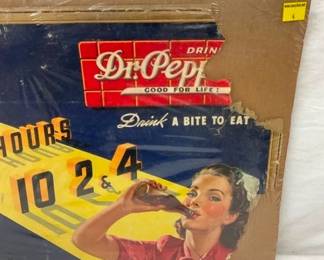 DRIN
Dr.Pepp
GOOD FOR LIFE!
Drink A BITE TO EAT
HOURS
10 2 & 4